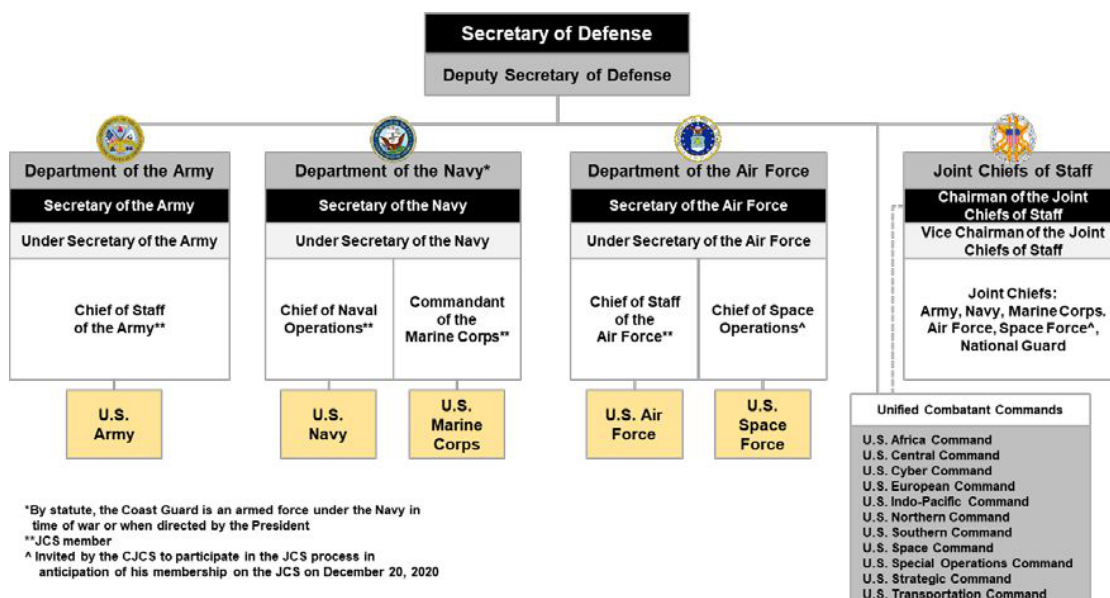 Secretary of Defense
Deputy Secretary of Defense
Department of the Army
Secretary of the Army
Under Secretary of the Army
Chief of Staff
of the Army**
U.S.
Army
Department of the Navy*
Secretary of the Navy
Under Secretary of the Navy
Chief of Naval
Operations**
Commandant
of the
Marine Corps**
U.S.
Navy
U.S.
Marine
Corps
Department of the Air Force
Secretary of the Air Force
Under Secretary of the Air Force
Chief of Staff
of the
Air Force**
Chief of Space
Operations^
U.S. Air
Force
U.S.
Space
Force
Joint Chiefs of Staff
Chairman of the Joint
Chiefs of Staff
Vice Chairman of the Joint
Chiefs of Staff
Joint Chiefs:
Army, Navy, Marine Corps.
Air Force, Space Force^,
National Guard
Unified Combatant Commands
U.S. Africa Command
U.S. Central Command
U.S. Cyber Command
U.S. European Command
U.S. Indo-Pacific Command
U.S. Northern Command
U.S. Southern Command
U.S. Space Command
U.S. Special Operations Command
U.S. Strategic Command
U.S. Transportation Command
*By statute, the Coast Guard is an armed force under the Navy in
time of war or when directed by the President
**JCS member
^ Invited by the CJCS to participate in the JCS process in
anticipation of his membership on the JCS on December 20, 2020